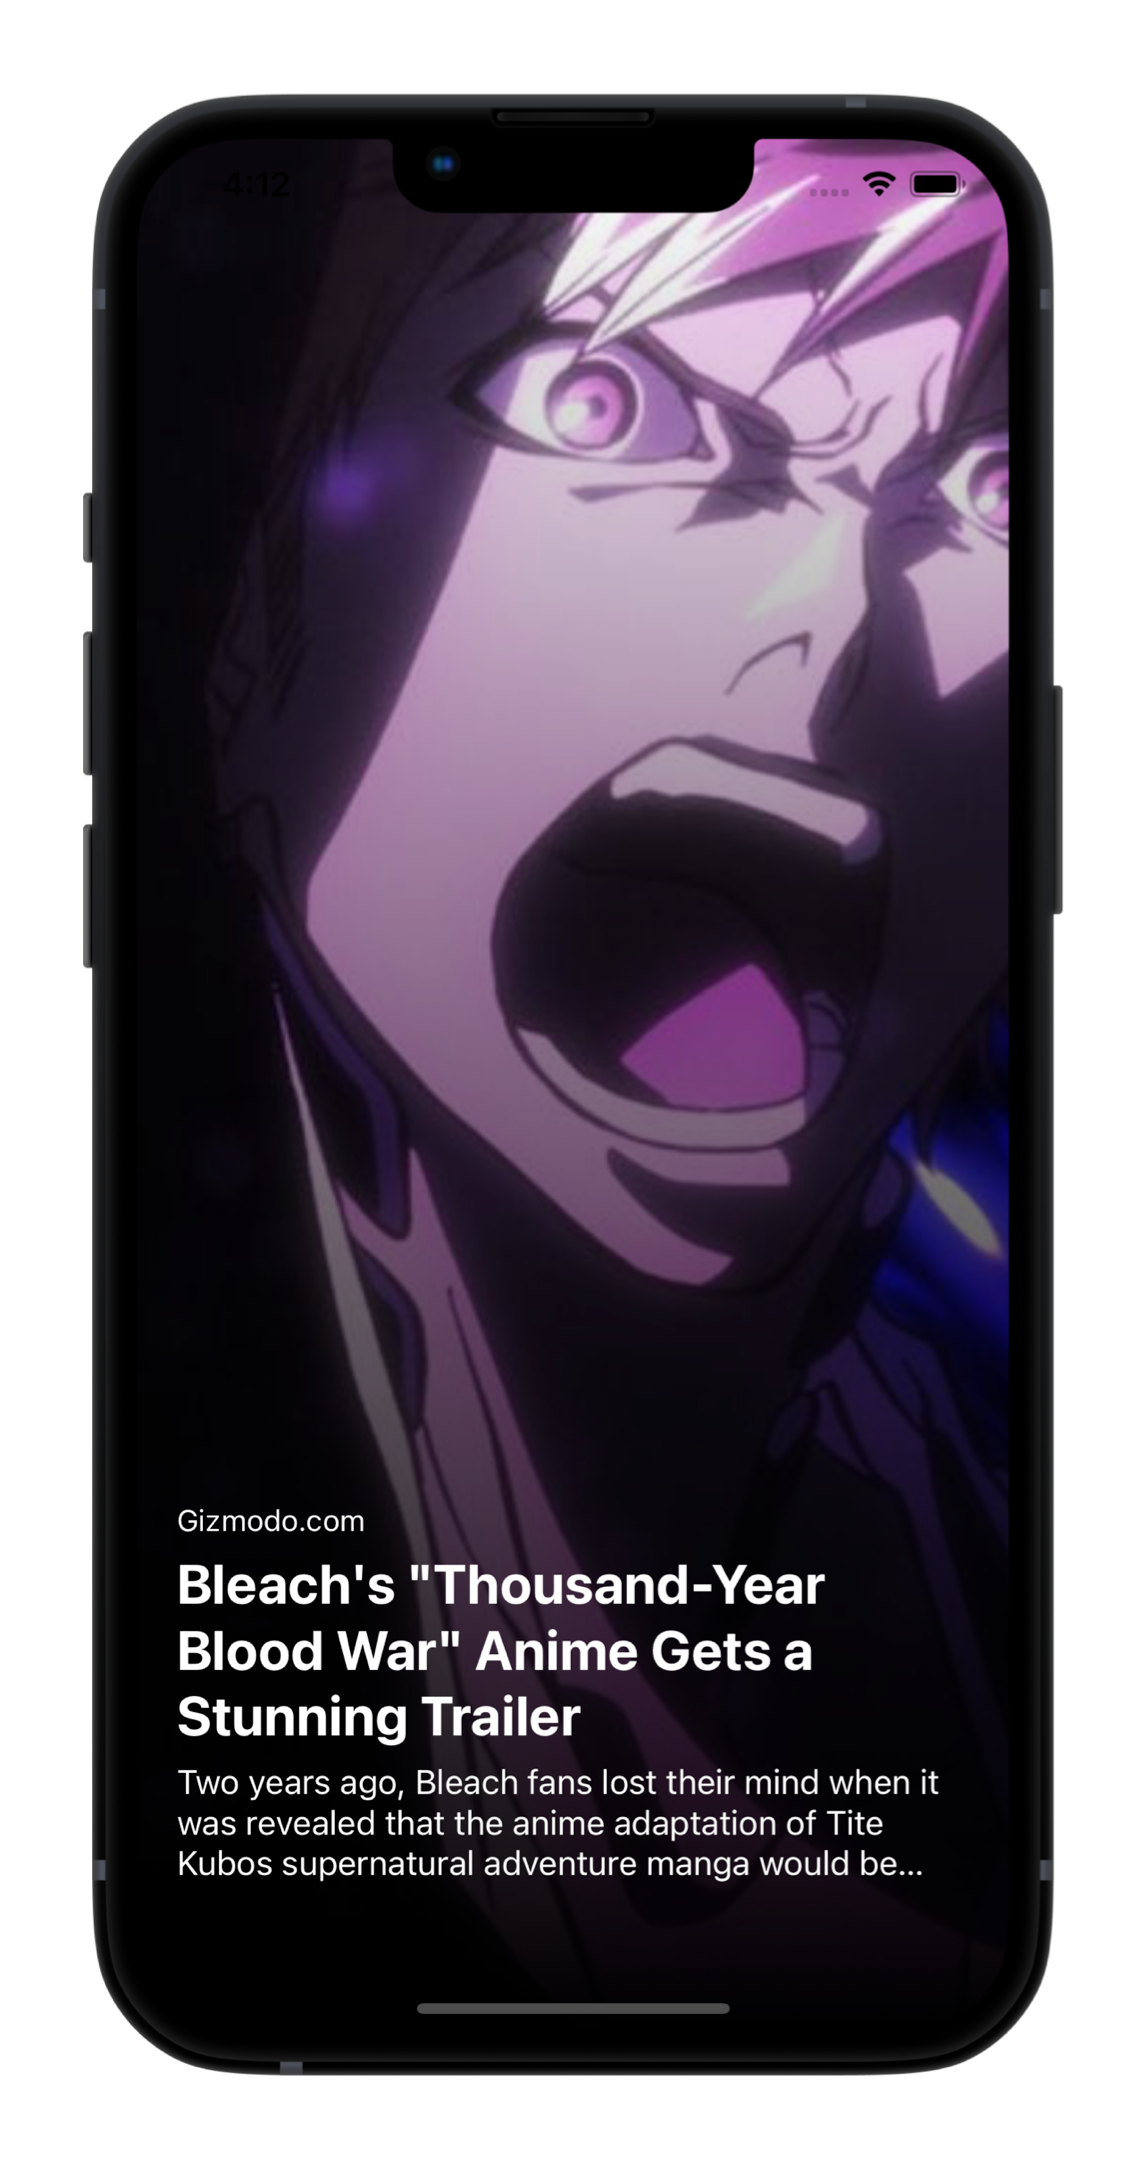 4:12
Gizmodo.com
Bleach's "Thousand-Year
Blood War" Anime Gets a
Stunning Trailer
Two years ago, Bleach fans lost their mind when it
was revealed that the anime adaptation of Tite
Kubos supernatural adventure manga would be...